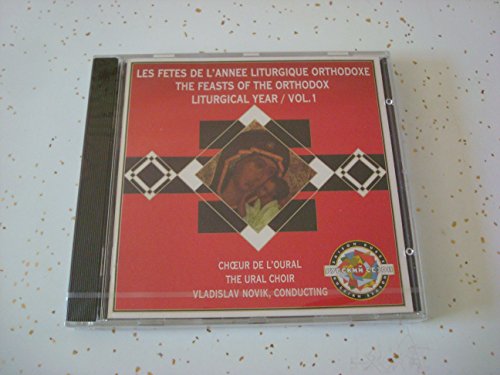 LES FETES DE L'ANNEE LITURGIQUE ORTHODOXE
THE FEASTS OF THE ORTHODOX
LITURGICAL YEAR / VOL.1
CHŒUR DE L'OURAL
THE URAL CHOIR
VLADISLAV NOVIK, CONDUCTING